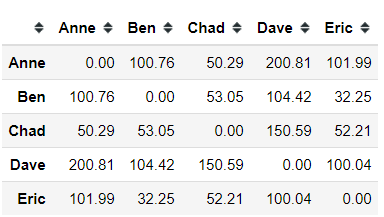 Anne Ben Chad Dave Eric
Anne 0.00 100.76 50.29 200.81 101.99
Ben 100.76 0.00 53.05 104.42 32.25
Chad 50.29 53.05 0.00 150.59 52.21
Dave 200.81 104.42 150.59 0.00 100.04
Eric 101.99 32.25 52.21 100.04 0.00